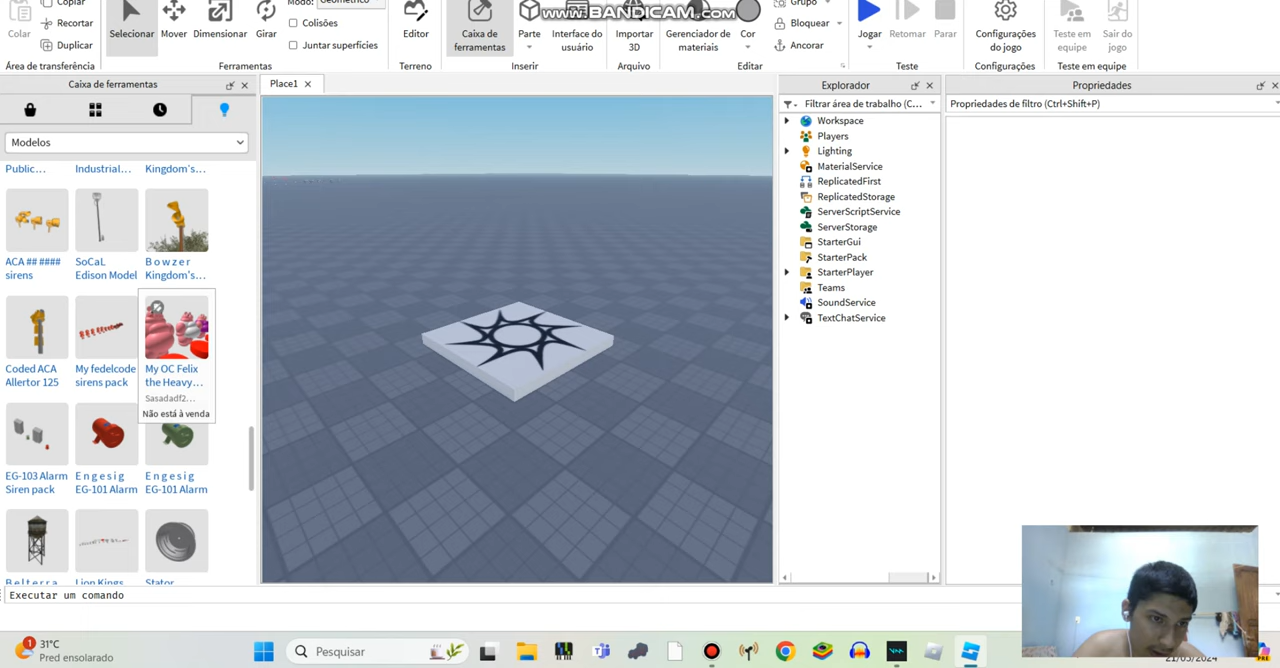 Copiar
Modo:
Geométrico
Grupo
www.BANDICAM.com
Colar
Recortar
Duplicar
Selecionar
Mover
Dimensionar
Girar
Colisões
Juntar superfícies
Editor
Caixa de
ferramentas
Parte
Interface do
usuário
Importar
3D
Gerenciador de
materiais
Cor
Bloquear
Ancorar
Jogar
Retomar
Parar
Configurações
do jogo
Teste em
equipe
Sair do
jogo
Área de transferência
Ferramentas
Terreno
Inserir
Arquivo
Editar
Teste
Configurações
Teste em equipe
Caixa de ferramentas
Place1
Explorador
Propriedades
Filtrar área de trabalho (C...
Propriedades de filtro (Ctrl+Shift+P)
Modelos
Public...
Industrial...
Kingdom's...
ACA ## ####
sirens
SoCaL
Edison Model
B o w z e r
Kingdom's...
Coded ACA
Allertor 125
My fedelcode
sirens pack
My OC Felix
the Heavy...
Sasadadf2...
Não está à venda
EG-103 Alarm
Siren pack
E n g e s i g
EG-101 Alarm
E n g e s i g
EG-101 Alarm
B e l t e r r a
Lion Kings
Stator
Workspace
Players
Lighting
MaterialService
ReplicatedFirst
ReplicatedStorage
ServerScriptService
ServerStorage
StarterGui
StarterPack
StarterPlayer
Teams
SoundService
TextChatService
Executar um comando
1
31°C
Pred ensolarado
Pesquisar
21/05/2024
PRE